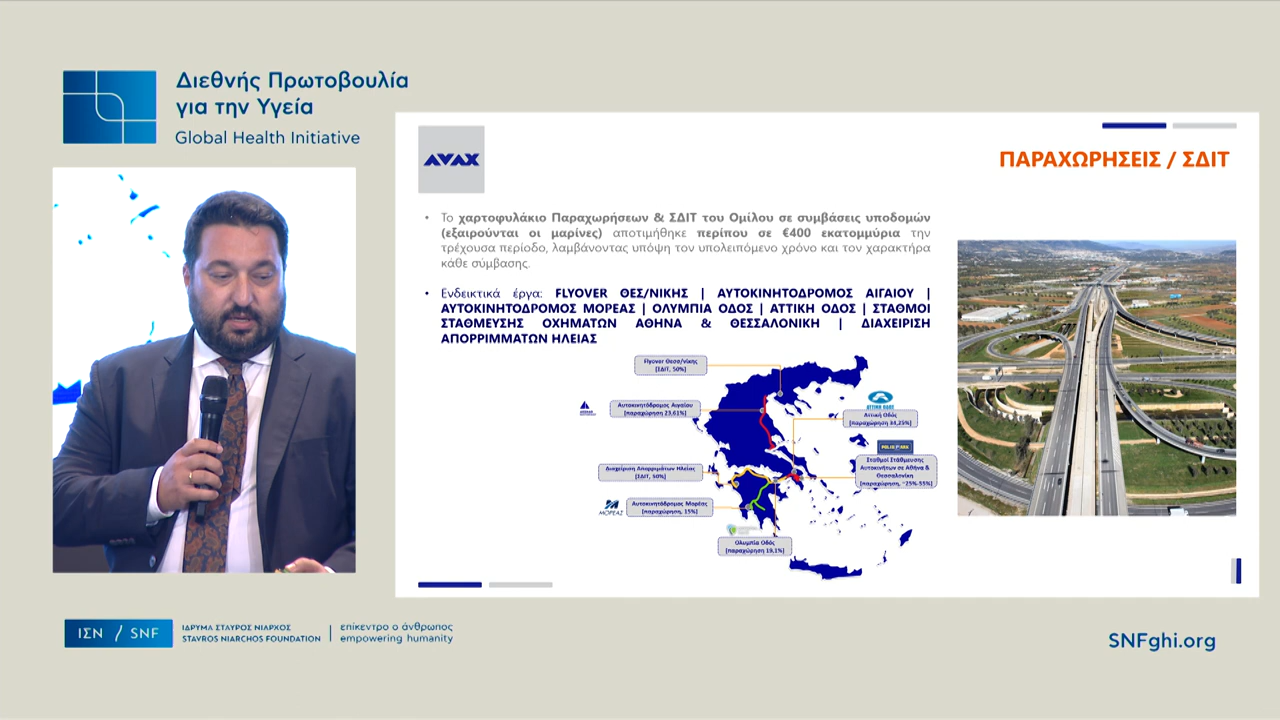 Διεθνής Πρωτοβουλία
για την Υγεία
Global Health Initiative
AVAX
ΠΑΡΑΧΩΡΗΣΕΙΣ / ΣΔΙΤ
• Το χαρτοφυλάκιο Παραχωρήσεων & ΣΔΙΤ του Ομίλου σε συμβάσεις υποδομών
(εξαιρούνται οι μαρίνες) αποτιμήθηκε περίπου σε €400 εκατομμύρια την
τρέχουσα περίοδο, λαμβάνοντας υπόψη τον υπολειπόμενο χρόνο και τον χαρακτήρα
κάθε σύμβασης.
• Ενδεικτικά έργα: FLYOVER ΘΕΣ/ΝΙΚΗΣ | ΑΥΤΟΚΙΝΗΤΟΔΡΟΜΟΣ ΑΙΓΑΙΟΥ |
ΑΥΤΟΚΙΝΗΤΟΔΡΟΜΟΣ ΜΟΡΕΑΣ | ΟΛΥΜΠΙΑ ΟΔΟΣ | ΑΤΤΙΚΗ ΟΔΟΣ | ΣΤΑΘΜΟΙ
ΣΤΑΘΜΕΥΣΗΣ ΟΧΗΜΑΤΩΝ ΑΘΗΝΑ & ΘΕΣΣΑΛΟΝΙΚΗ | ΔΙΑΧΕΙΡΙΣΗ
ΑΠΟΡΡΙΜΜΑΤΩΝ ΗΛΕΙΑΣ
Flyover Θεσσ/νίκης
[ΣΔΙΤ, 50%]
Αυτοκινητόδρομος Αιγαίου
[παραχώρηση 23,61%]
ΑΤΤΙΚΗ ΟΔΟΣ
Αττική Οδός
[παραχώρηση 34,25%]
Σταθμοί Στάθμευσης
Αυτοκινήτων σε Αθήνα &
Θεσσαλονίκη
[παραχώρηση, ~25%-55%]
Διαχείριση Απορριμάτων Ηλείας
[ΣΔΙΤ, 50%]
ΜΟΡΕΑΣ
Αυτοκινητόδρομος Μορέας
[παραχώρηση, 15%]
Ολυμπία Οδός
[παραχώρηση 19,1%]
ΙΣΝ / SNF
ΙΔΡΥΜΑ ΣΤΑΥΡΟΣ ΝΙΑΡΧΟΣ
STAVROS NIARCHOS FOUNDATION
επίκεντρο ο άνθρωπος
empowering humanity
SNFghi.org